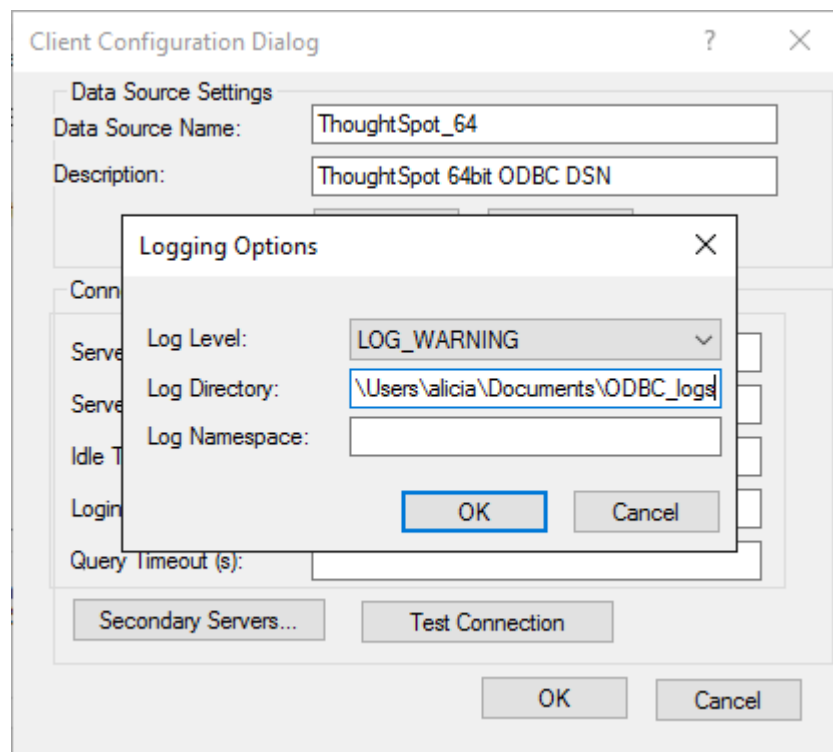 Client Configuration Dialog
Data Source Settings
Data Source Name: ThoughtSpot_64
Description: ThoughtSpot 64bit ODBC DSN
Logging Options
Log Level: LOG_WARNING
Log Directory: \Users\alicia\Documents\ODBC_logs
Log Namespace:
OK Cancel
Query Timeout (s):
Secondary Servers... Test Connection
OK Cancel